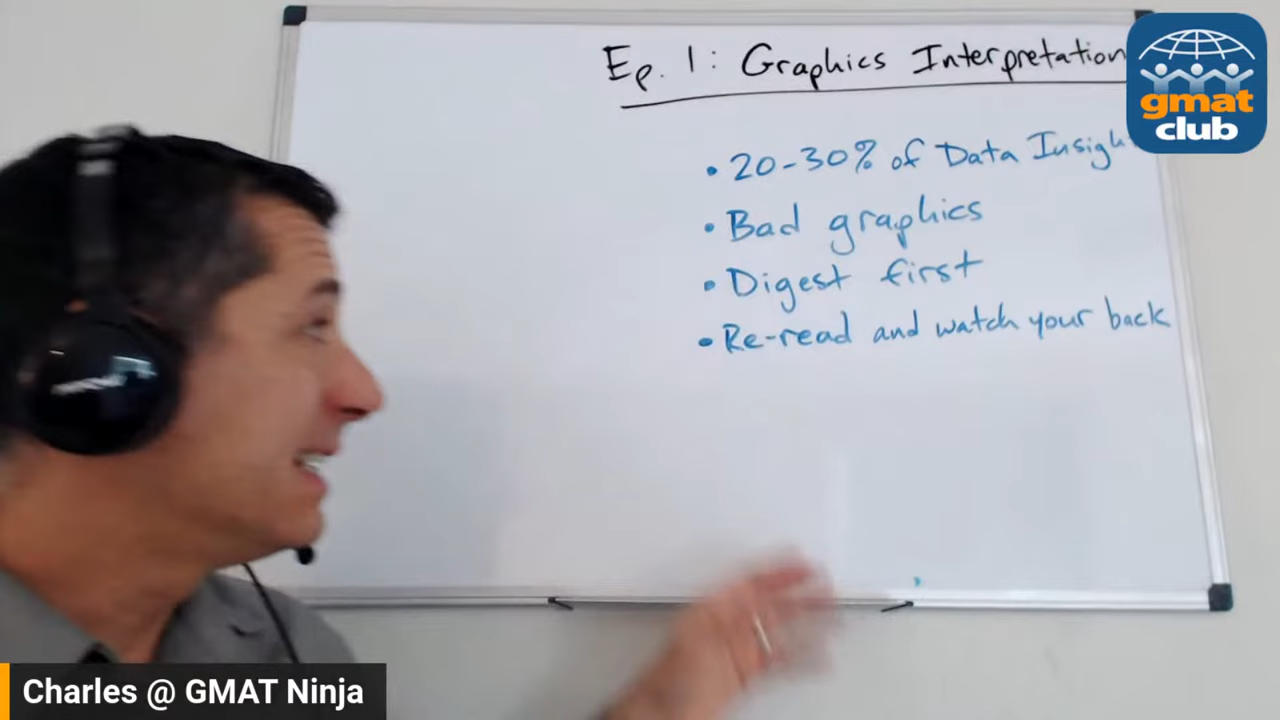 Ep. 1: Graphics Interpretation
gmat
club
• 20-30% of Data
• Bad graphics
• Digest first
• Re-read and watch your back
Charles @ GMAT Ninja